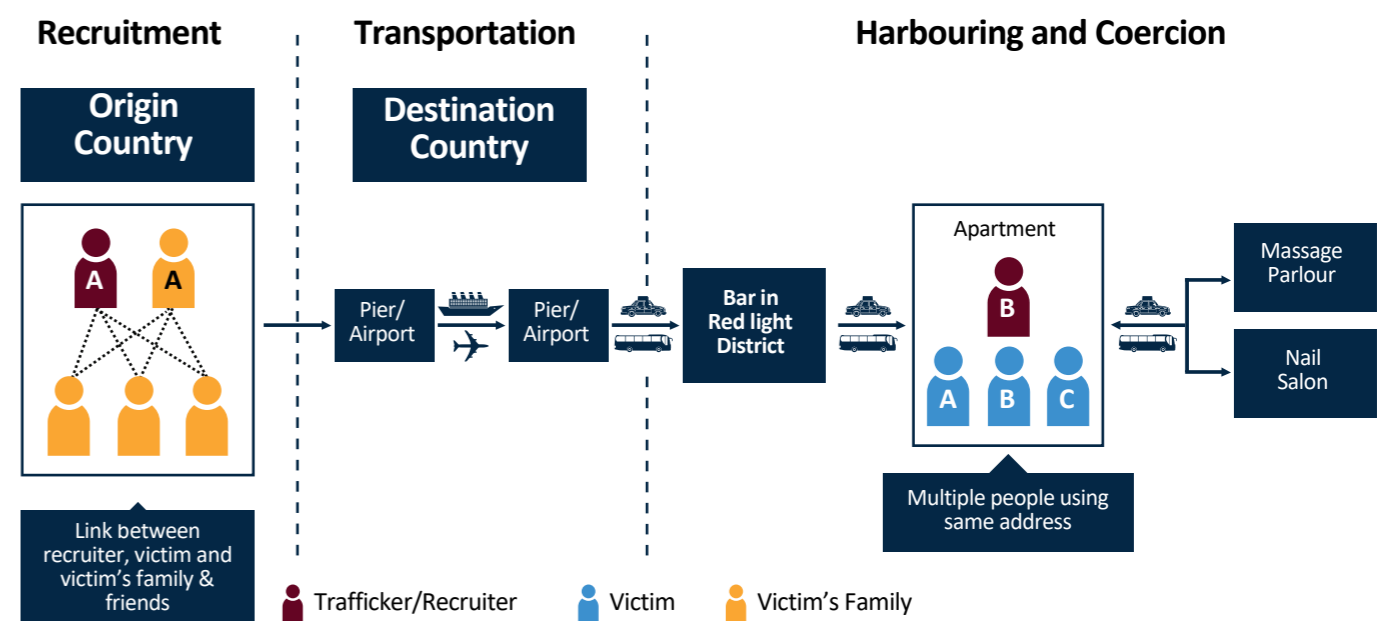 Recruitment
Transportation
Harbouring and Coercion
Origin
Country
Destination
Country
A
A
Pier/
Airport
Pier/
Airport
Bar in
Red light
District
Apartment
B
A
B
C
Massage
Parlour
Nail
Salon
Link between
recruiter, victim and
victim's family &
friends
Multiple people using
same address
Trafficker/Recruiter
Victim
Victim's Family